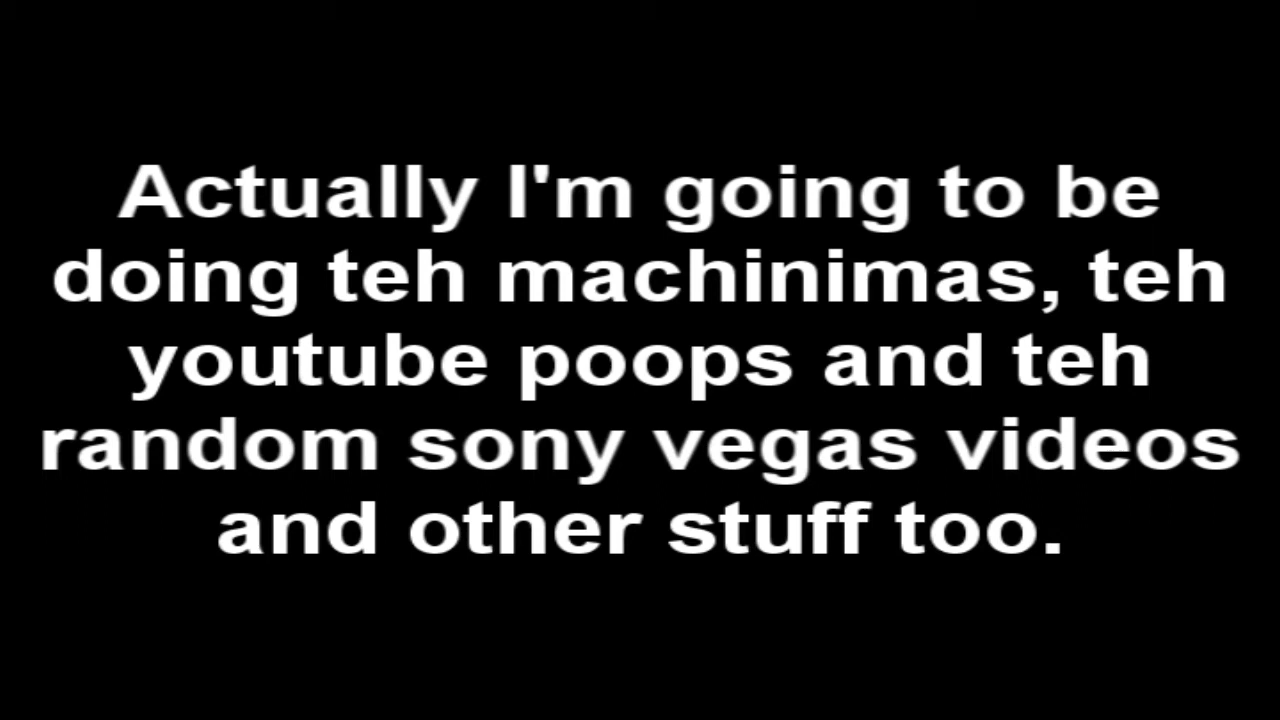 Actually I'm going to be
doing teh machinimas, teh
youtube poops and teh
random sony vegas videos
and other stuff too.